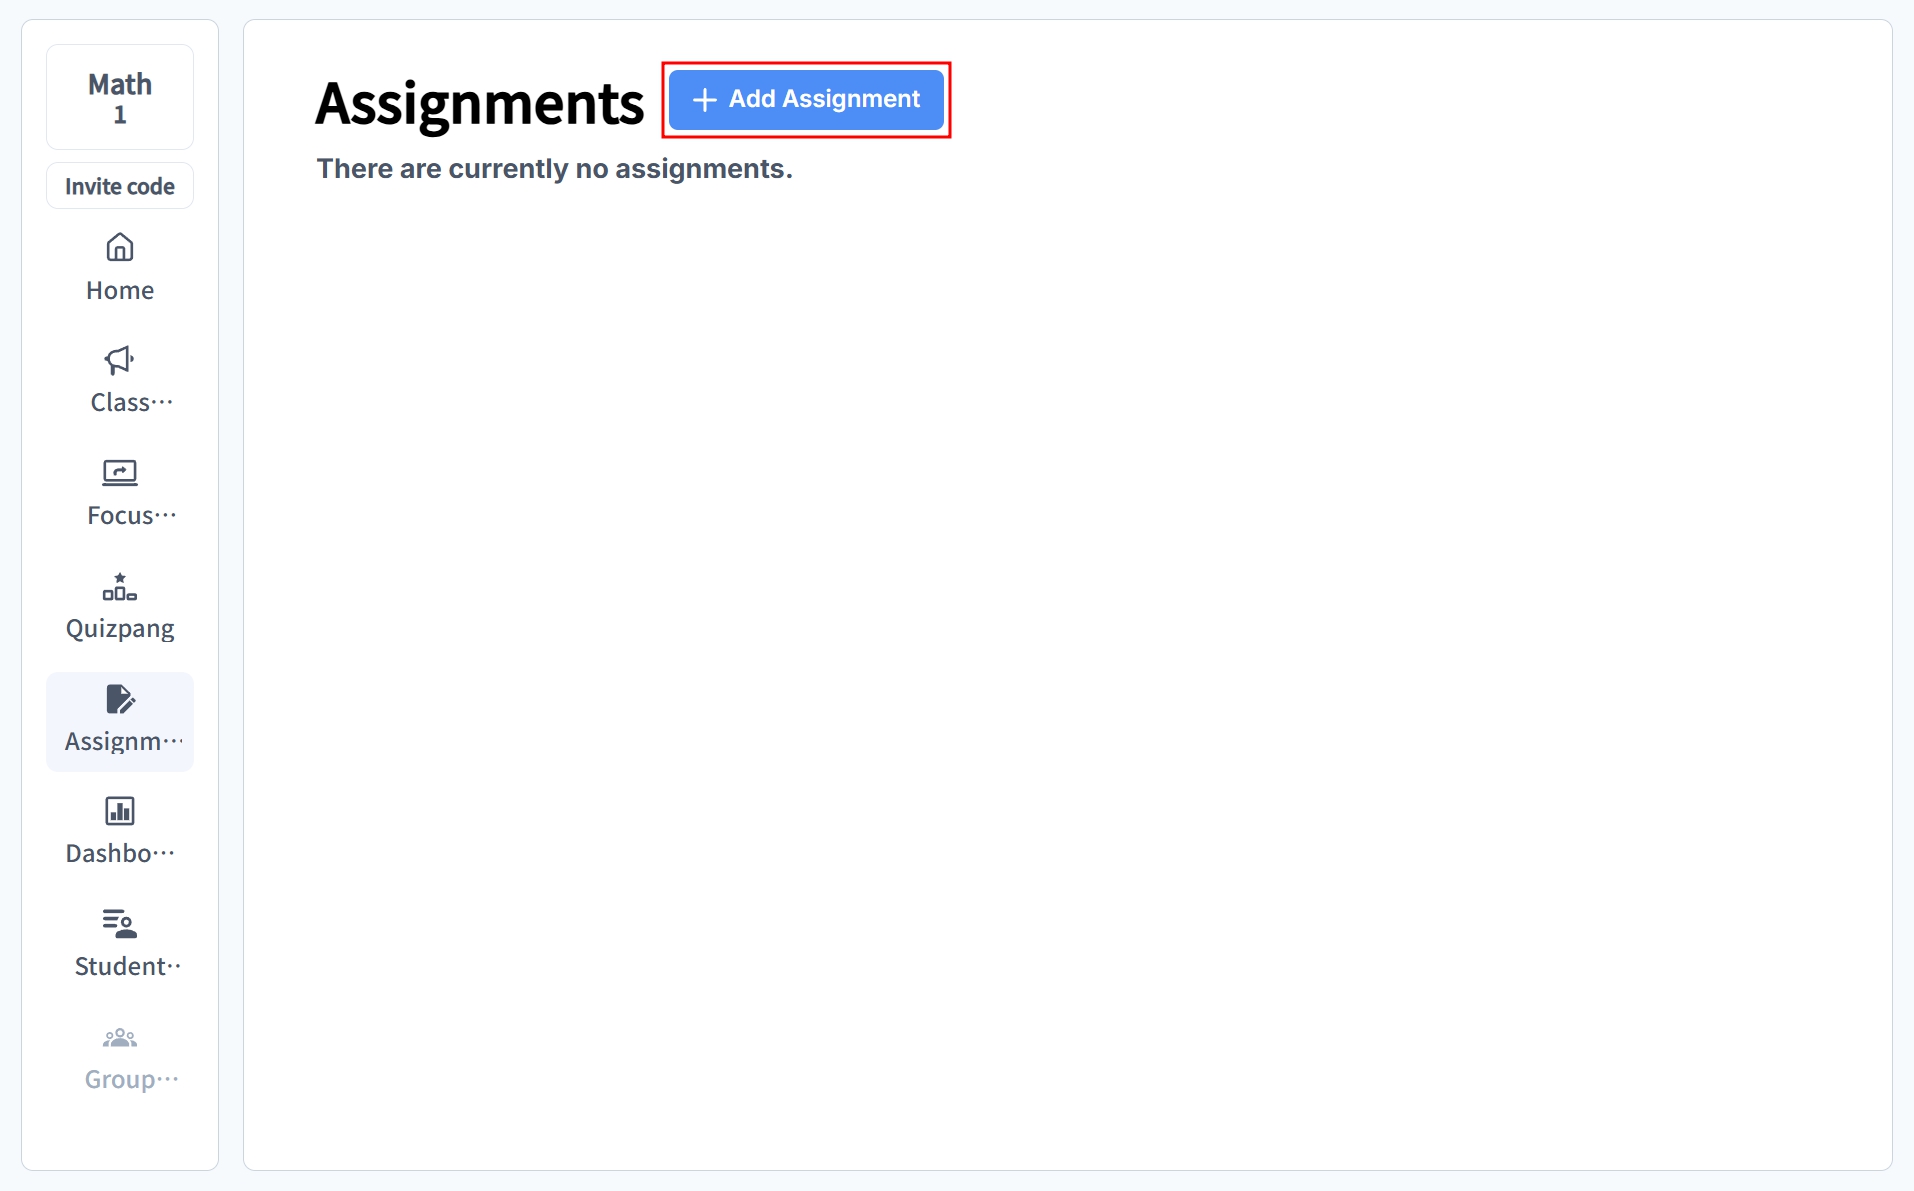 Math
1
Invite code
Home
Class···
Focus···
Quizpang
Assignm···
Dashbo···
Student··
Group···
Assignments
+ Add Assignment
There are currently no assignments.